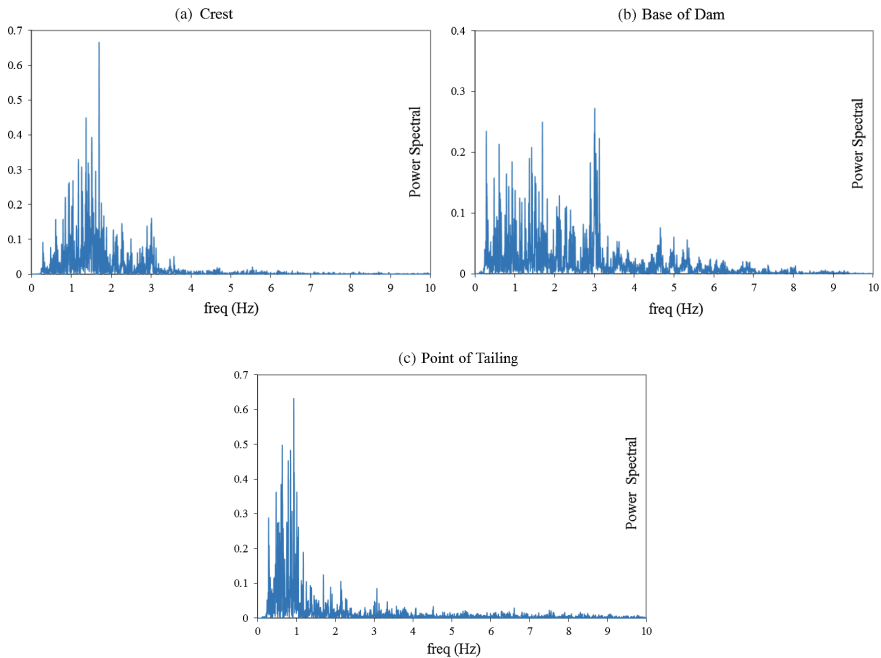 (a) Crest
0.7
0.6
0.5
0.4
0.3
0.2
0.1
0
Power Spectral
0 1 2 3 4 5 6 7 8 9 10
freq (Hz)
(b) Base of Dam
0.4
0.3
0.2
0.1
0
Power Spectral
0 1 2 3 4 5 6 7 8 9 10
freq (Hz)
(c) Point of Tailing
0.7
0.6
0.5
0.4
0.3
0.2
0.1
0
Power Spectral
0 1 2 3 4 5 6 7 8 9 10
freq (Hz)